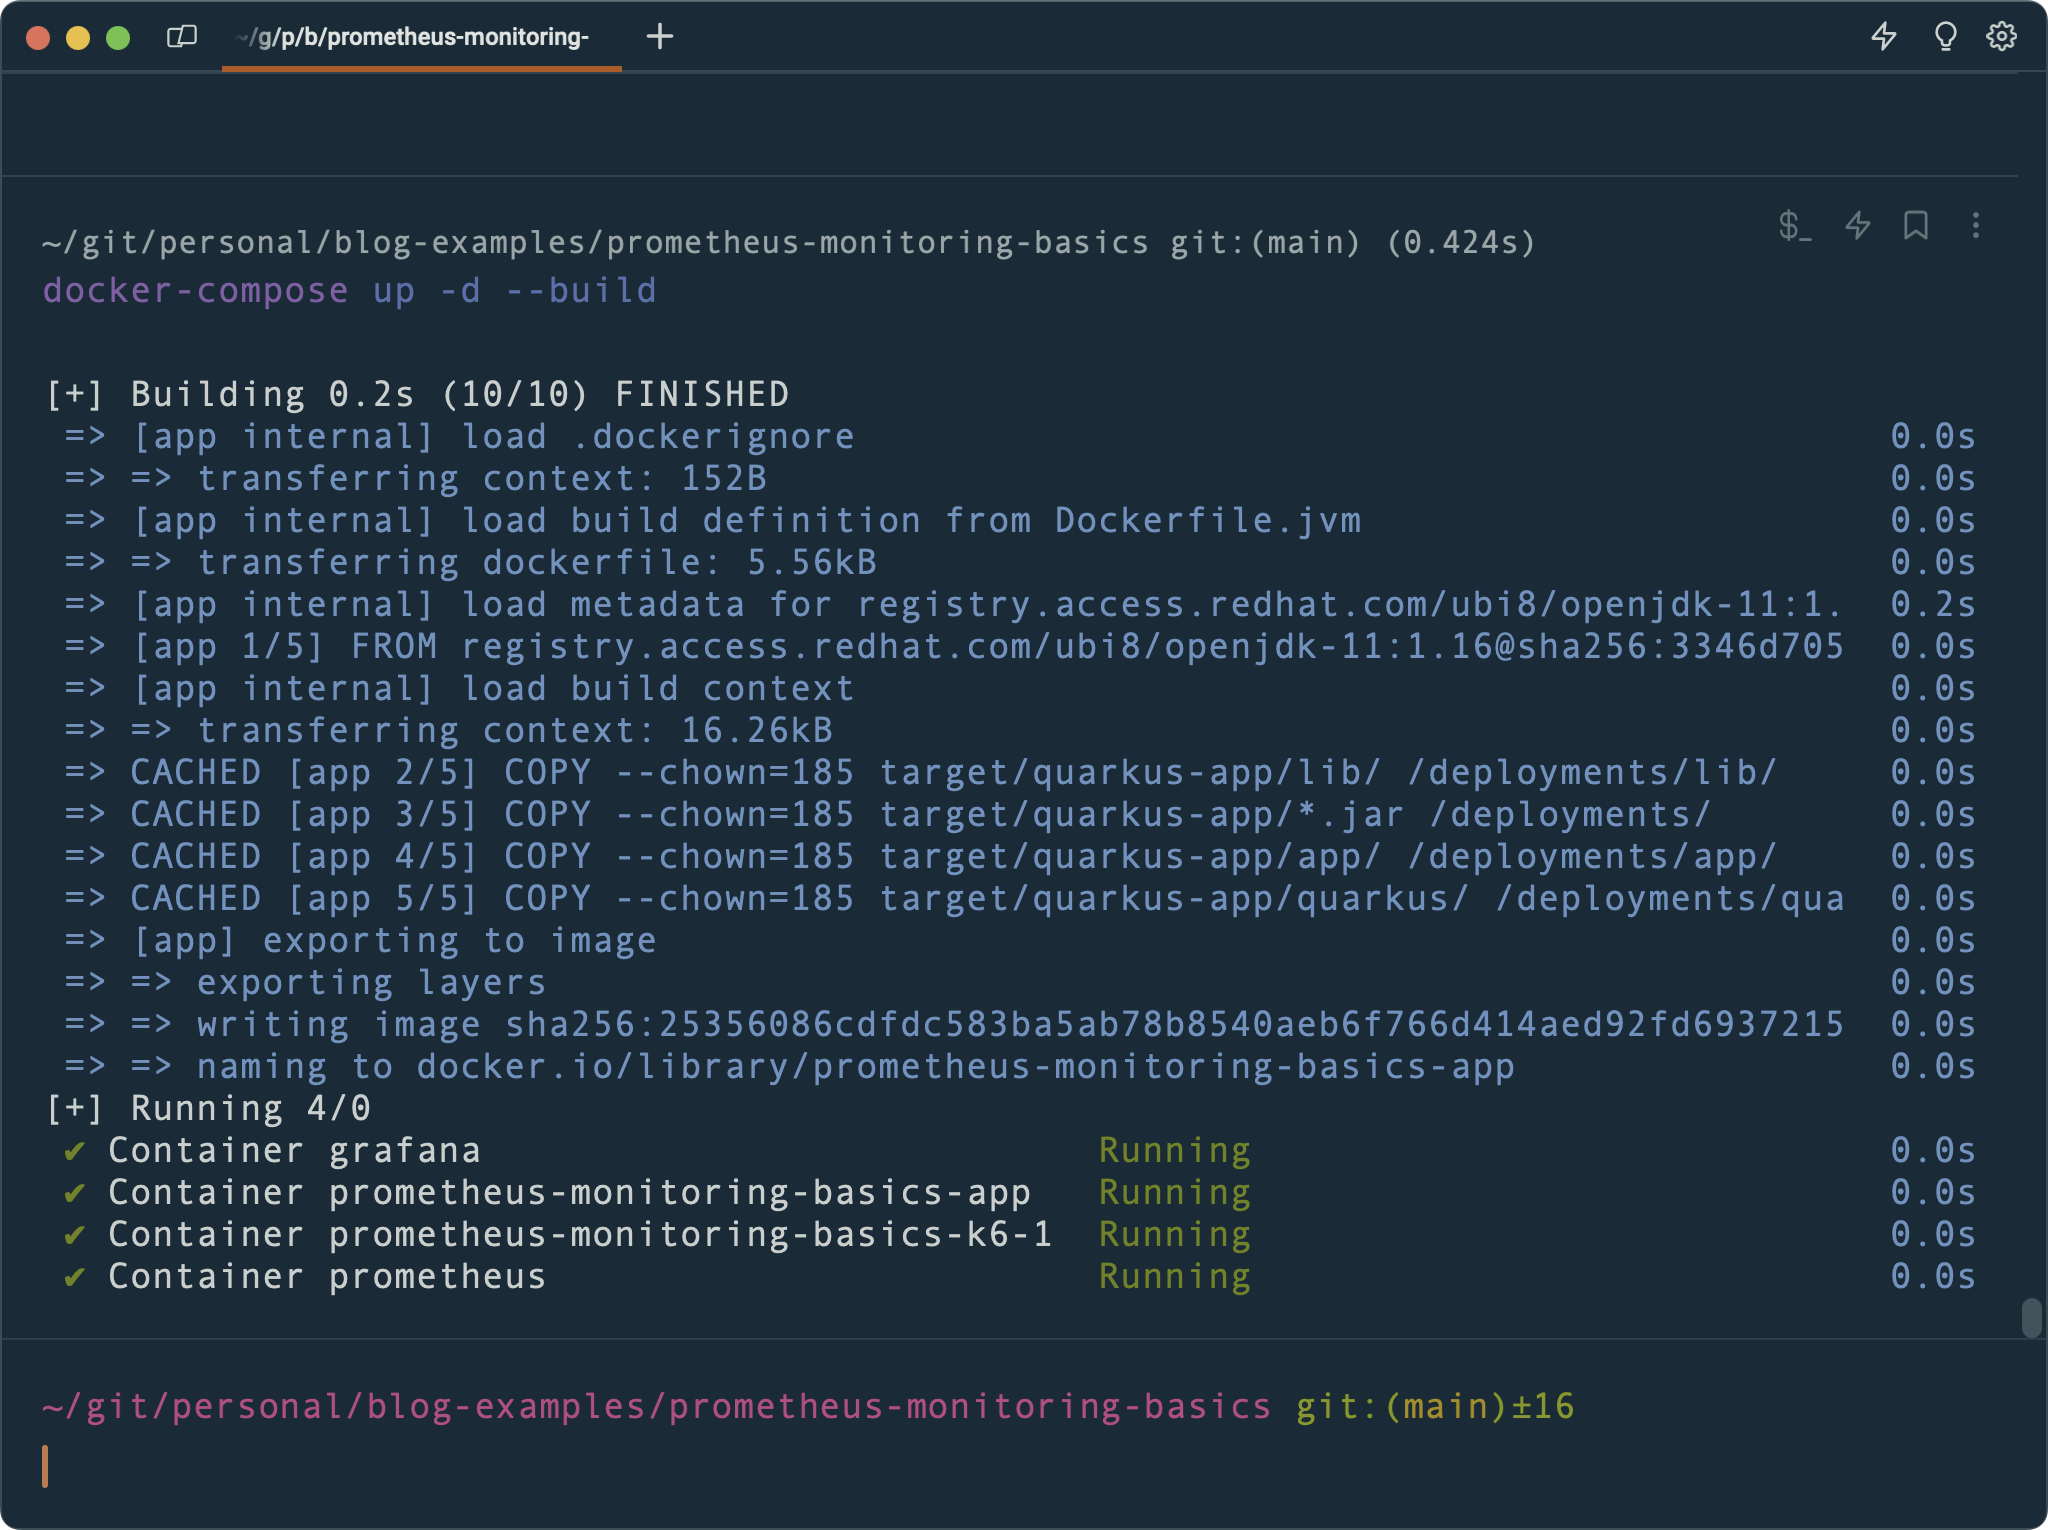 ~/g/p/b/prometheus-monitoring-
~/git/personal/blog-examples/prometheus-monitoring-basics git:(main) (0.424s)
$_
docker-compose up -d --build
[+] Building 0.2s (10/10) FINISHED
=> [app internal] load .dockerignore 0.0s
=> => transferring context: 152B 0.0s
=> [app internal] load build definition from Dockerfile.jvm 0.0s
=> => transferring dockerfile: 5.56kB 0.0s
=> [app internal] load metadata for registry.access.redhat.com/ubi8/openjdk-11:1. 0.2s
=> [app 1/5] FROM registry.access.redhat.com/ubi8/openjdk-11:1.16@sha256:3346d705 0.0s
=> [app internal] load build context 0.0s
=> => transferring context: 16.26kB 0.0s
=> CACHED [app 2/5] COPY --chown=185 target/quarkus-app/lib/ /deployments/lib/ 0.0s
=> CACHED [app 3/5] COPY --chown=185 target/quarkus-app/*.jar /deployments/ 0.0s
=> CACHED [app 4/5] COPY --chown=185 target/quarkus-app/app/ /deployments/app/ 0.0s
=> CACHED [app 5/5] COPY --chown=185 target/quarkus-app/quarkus/ /deployments/qua 0.0s
=> [app] exporting to image 0.0s
=> => exporting layers 0.0s
=> => writing image sha256:25356086cdfdc583ba5ab78b8540aeb6f766d414aed92fd6937215 0.0s
=> => naming to docker.io/library/prometheus-monitoring-basics-app 0.0s
[+] Running 4/0
✔ Container grafana Running 0.0s
✔ Container prometheus-monitoring-basics-app Running 0.0s
✔ Container prometheus-monitoring-basics-k6-1 Running 0.0s
✔ Container prometheus Running 0.0s
~/git/personal/blog-examples/prometheus-monitoring-basics git:(main)±16